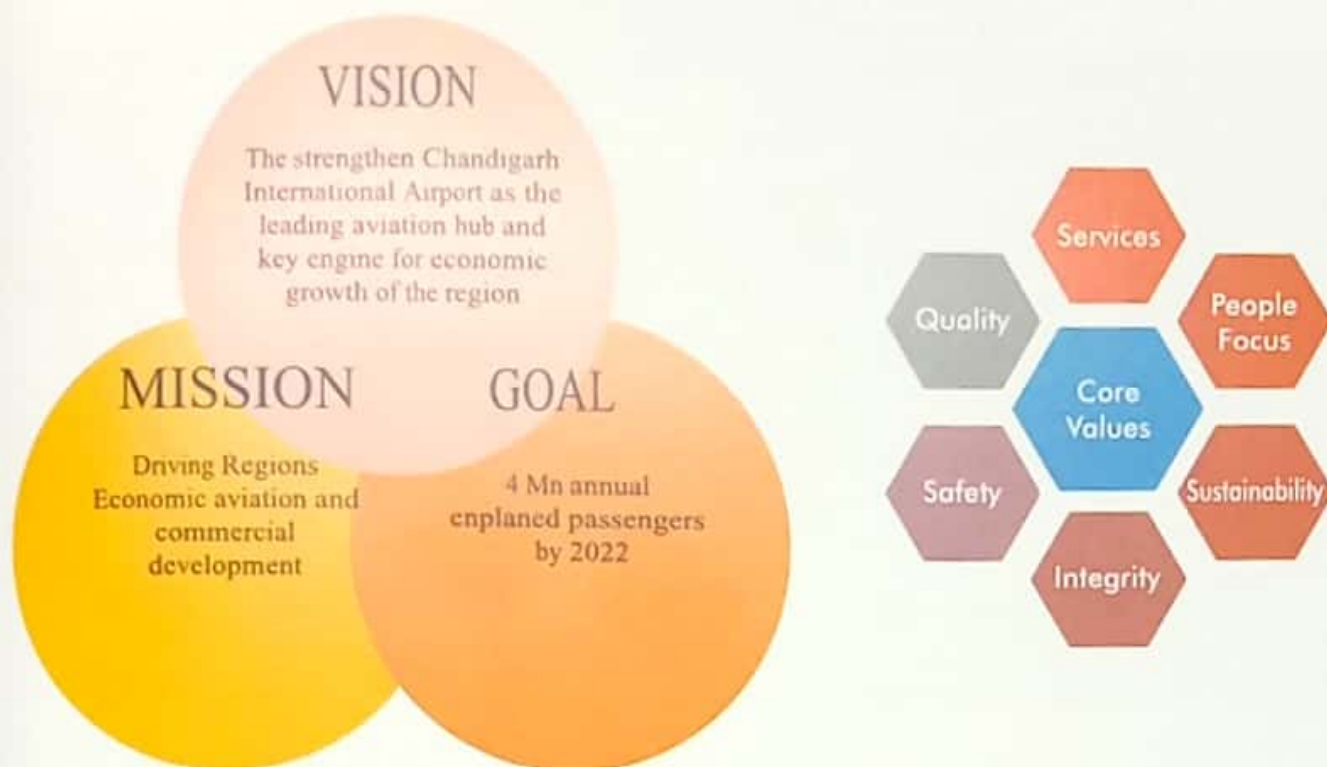 VISION
The strengthen Chandigarh
International Airport as the
leading aviation hub and
key engine for economic
growth of the region
MISSION
Driving Regions
Economic aviation and
commercial
development
GOAL
4 Mn annual
enplaned passengers
by 2022
Services
People
Focus
Sustainability
Integrity
Safety
Quality
Core
Values